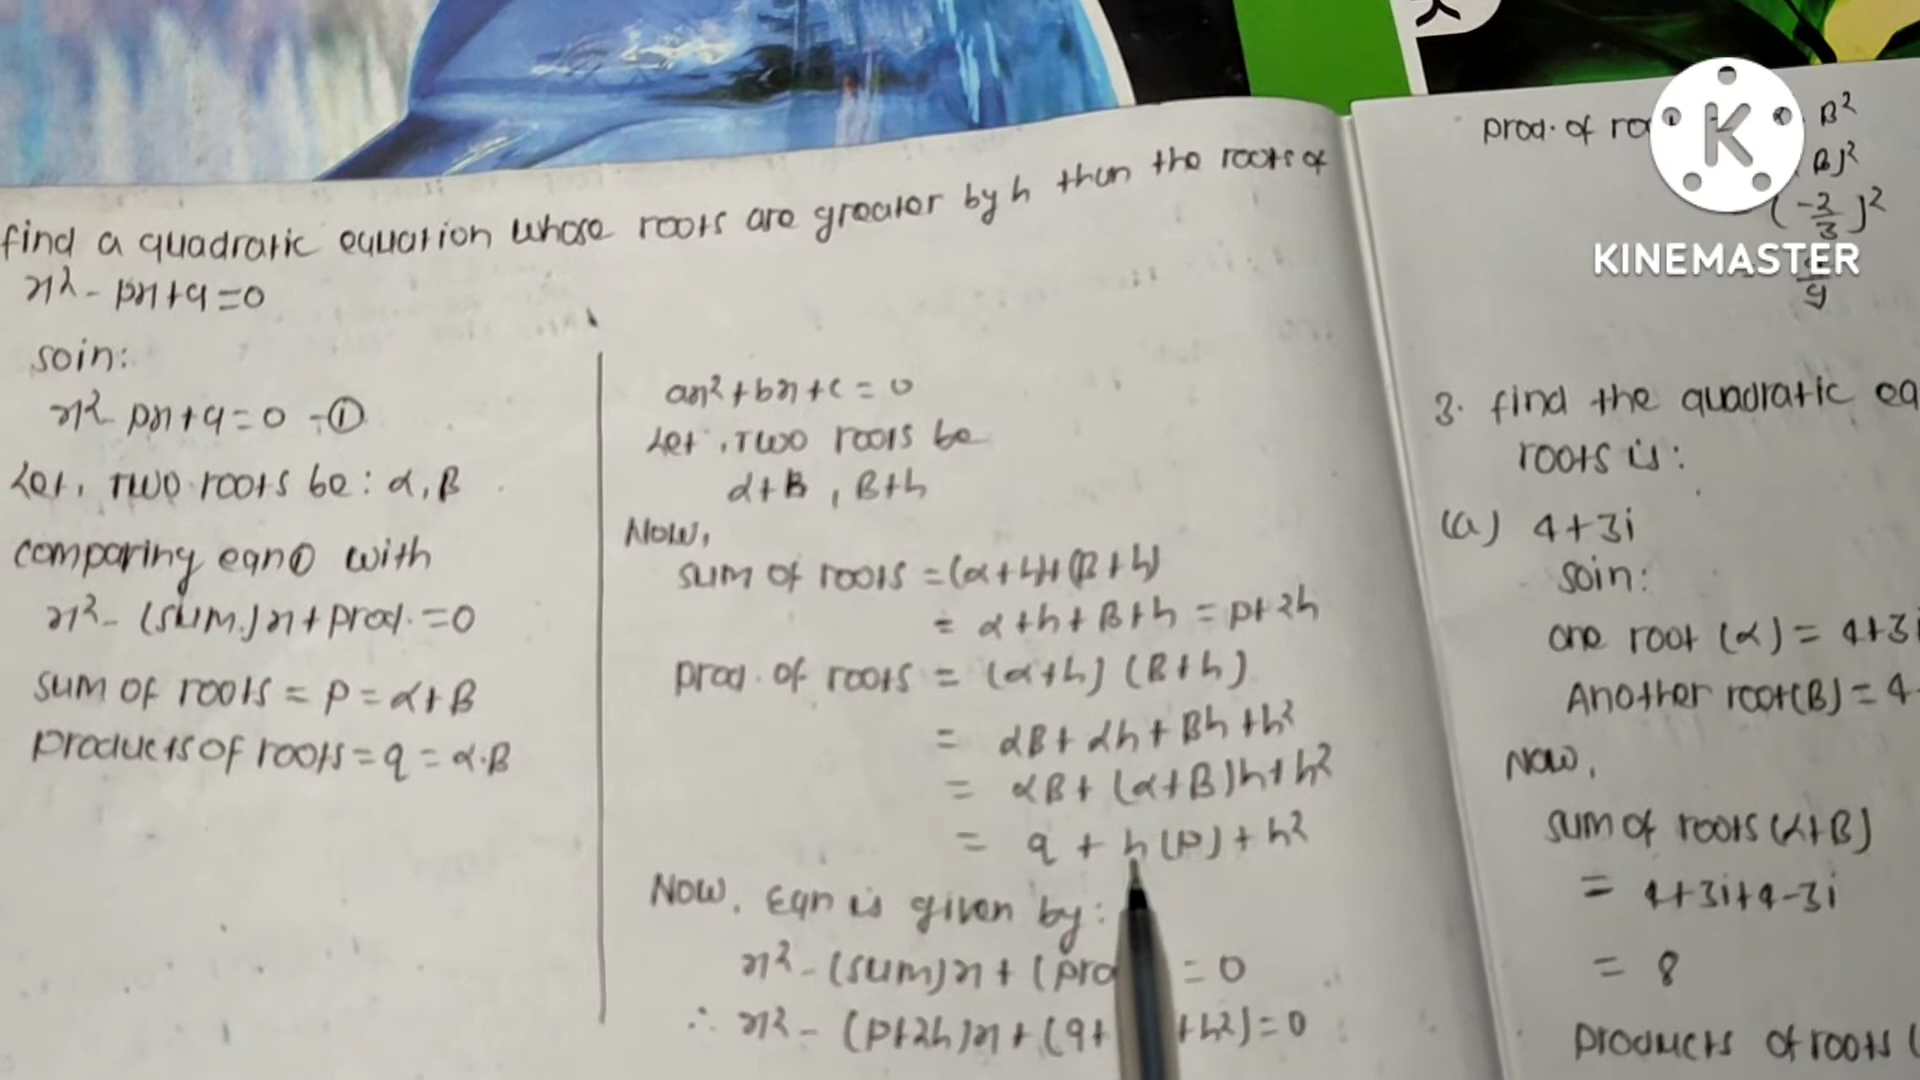 find a quadratic equation whose roots are greater by h than the roots of
x² - px + q = 0
soin:
x² px + q = 0 - ①
Let, two roots be: α, β
comparing eqn ① with
x² - (sum.)x + prod. = 0
sum of roots = p = α + β
products of roots = q = α.β
ax² + bx + c = 0
Let, two roots be
α + β , β + h
Now,
sum of roots = (α + h) + (β + h)
= α + h + β + h = p + 2h
prod. of roots = (α + h) (β + h)
= αβ + αh + βh + h²
= αβ + (α + β)h + h²
= q + h(p) + h²
Now, Eqn is given by:
x² - (sum)x + (pro = 0
∴ x² - (p + 2h)x + (q + + h²) = 0
prod. of ro β²
β)²
(-2/3)²
9
KINEMASTER
3. find the quadratic eq
roots is:
(a) 4 + 3i
soin:
one root (α) = 4 + 3i
Another root (β) = 4 -
Now,
sum of roots (α + β)
= 4 + 3i + 4 - 3i
= 8
products of roots (